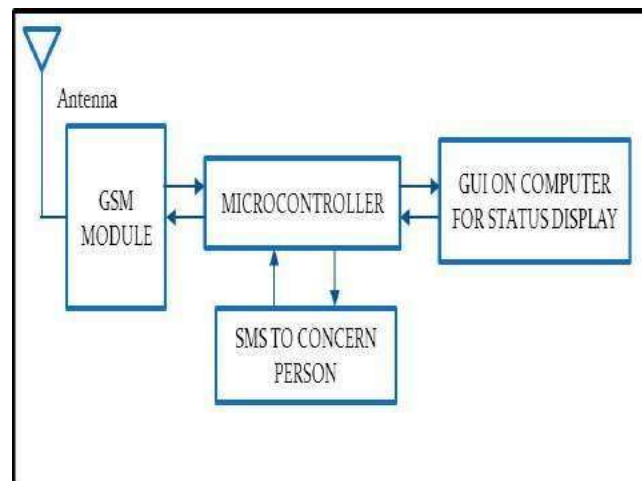 Antenna
GSM
MODULE
MICROCONTROLLER
GUI ON COMPUTER
FOR STATUS DISPLAY
SMS TO CONCERN
PERSON